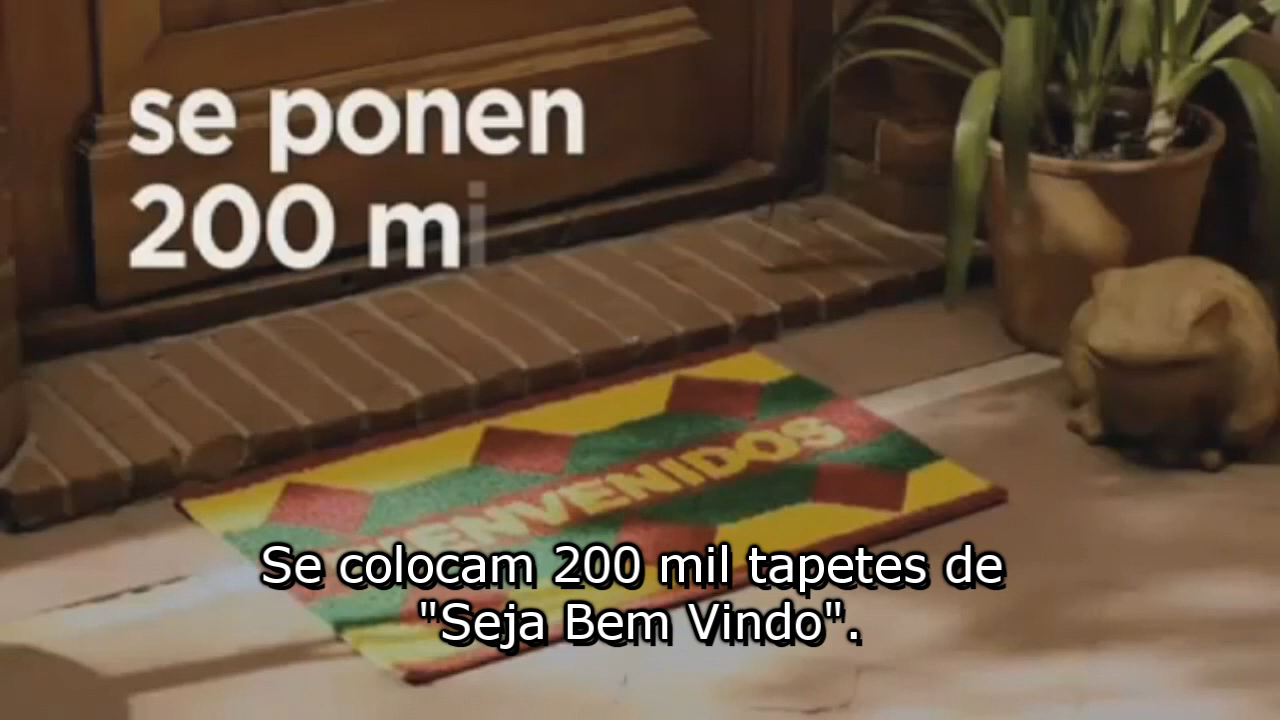 se ponen
200 mi
BIENVENIDOS
Se colocam 200 mil tapetes de
"Seja Bem Vindo".